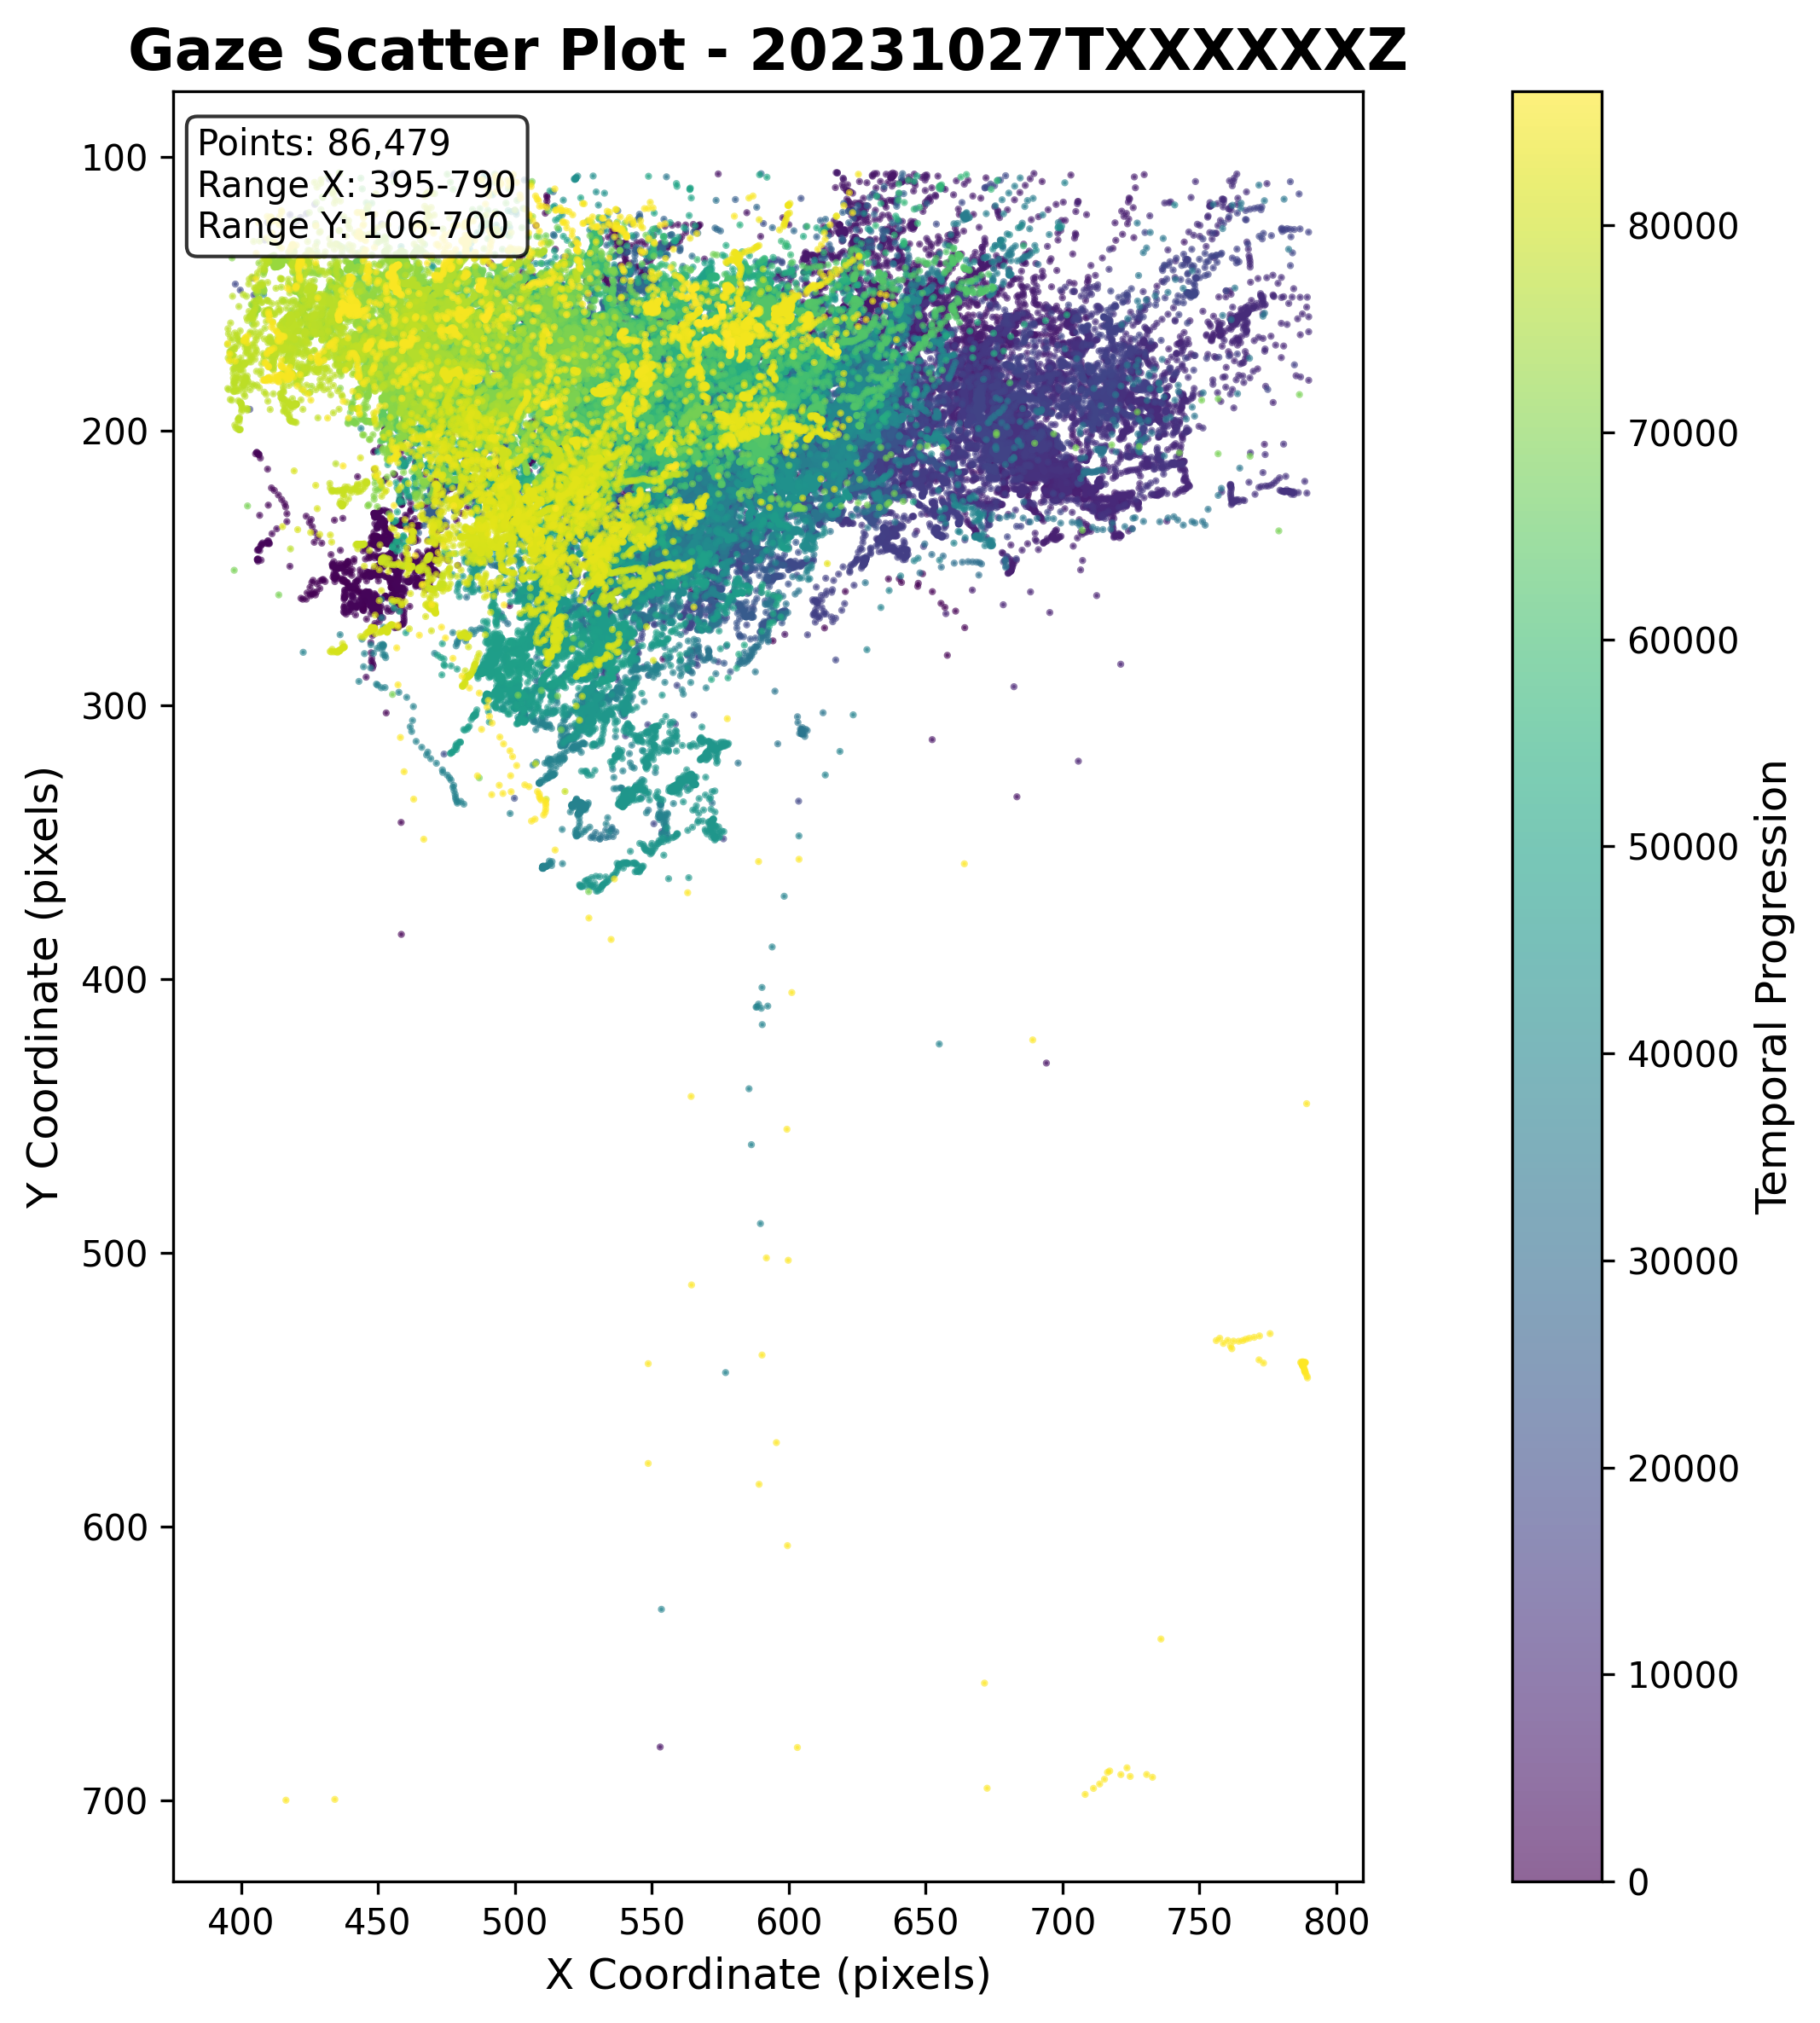 Gaze Scatter Plot - 20231027TXXXXXXZ
Points: 86,479
Range X: 395-790
Range Y: 106-700
100
200
300
400
500
600
700
Y Coordinate (pixels)
400 450 500 550 600 650 700 750 800
X Coordinate (pixels)
80000
70000
60000
50000
40000
30000
20000
10000
0
Temporal Progression